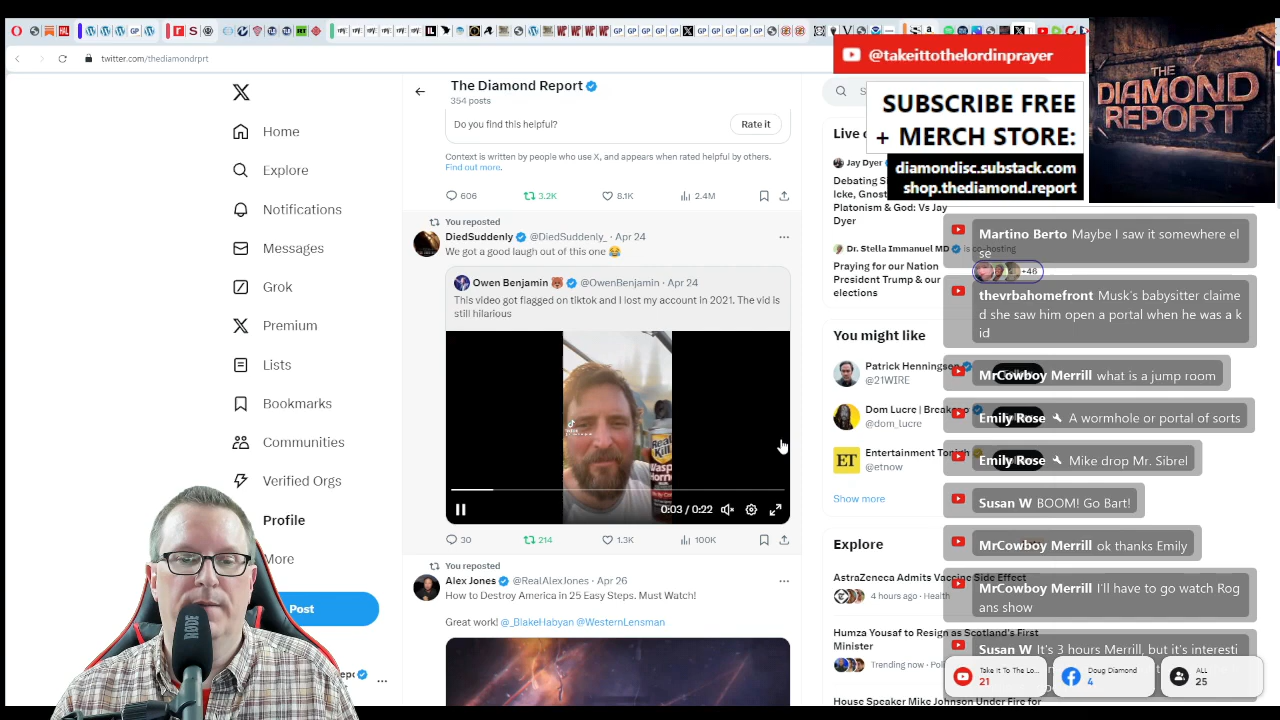 twitter.com/thediamondrprt
@takeittothelordinprayer
SUBSCRIBE FREE
+ MERCH STORE:
diamondisc.substack.com
shop.thediamond.report
THE
DIAMOND
REPORT
Home
Explore
Notifications
Messages
Grok
Premium
Lists
Bookmarks
Communities
Verified Orgs
Profile
More
Post
The Diamond Report
354 posts
Do you find this helpful?
Rate it
Context is written by people who use X, and appears when rated helpful by others.
Find out more.
606
3.2K
8.1K
2.4M
You reposted
DiedSuddenly @DiedSuddenly_ · Apr 24
We got a good laugh out of this one 😂
Owen Benjamin 🐻 @OwenBenjamin · Apr 24
This video got flagged on tiktok and I lost my account in 2021. The vid is
still hilarious
Real
Kill
Wasp
0:03 / 0:22
30
214
1.3K
100K
You reposted
Alex Jones @RealAlexJones · Apr 26
How to Destroy America in 25 Easy Steps. Must Watch!
Great work! @_BlakeHabyan @WesternLensman
Live
Jay Dyer
Debating
Icke, Gnost
Platonism & God: Vs Jay
Dyer
Dr. Stella Immanuel MD is co-hosting
Praying for our Nation
President Trump & our
elections
+46
You might like
Patrick Henningsen
@21WIRE
Dom Lucre | Breaker
@dom_lucre
ET
Entertainment Tonight
@etnow
Show more
Explore
AstraZeneca Admits Vaccine Side Effect
4 hours ago · Health
Humza Yousaf to Resign as Scotland's First
Minister
Trending now · Pol
House Speaker Mike Johnson Under Fire for
Martino Berto Maybe I saw it somewhere el
se
thevrbahomefront Musk's babysitter claime
d she saw him open a portal when he was a k
id
MrCowboy Merrill what is a jump room
Emily Rose A wormhole or portal of sorts
Emily Rose Mike drop Mr. Sibrel
Susan W BOOM! Go Bart!
MrCowboy Merrill ok thanks Emily
MrCowboy Merrill I'll have to go watch Rog
ans show
Susan W It's 3 hours Merrill, but it's interesti
Take It To The Lo...
21
Doug Diamond
4
ALL
25
RØDE